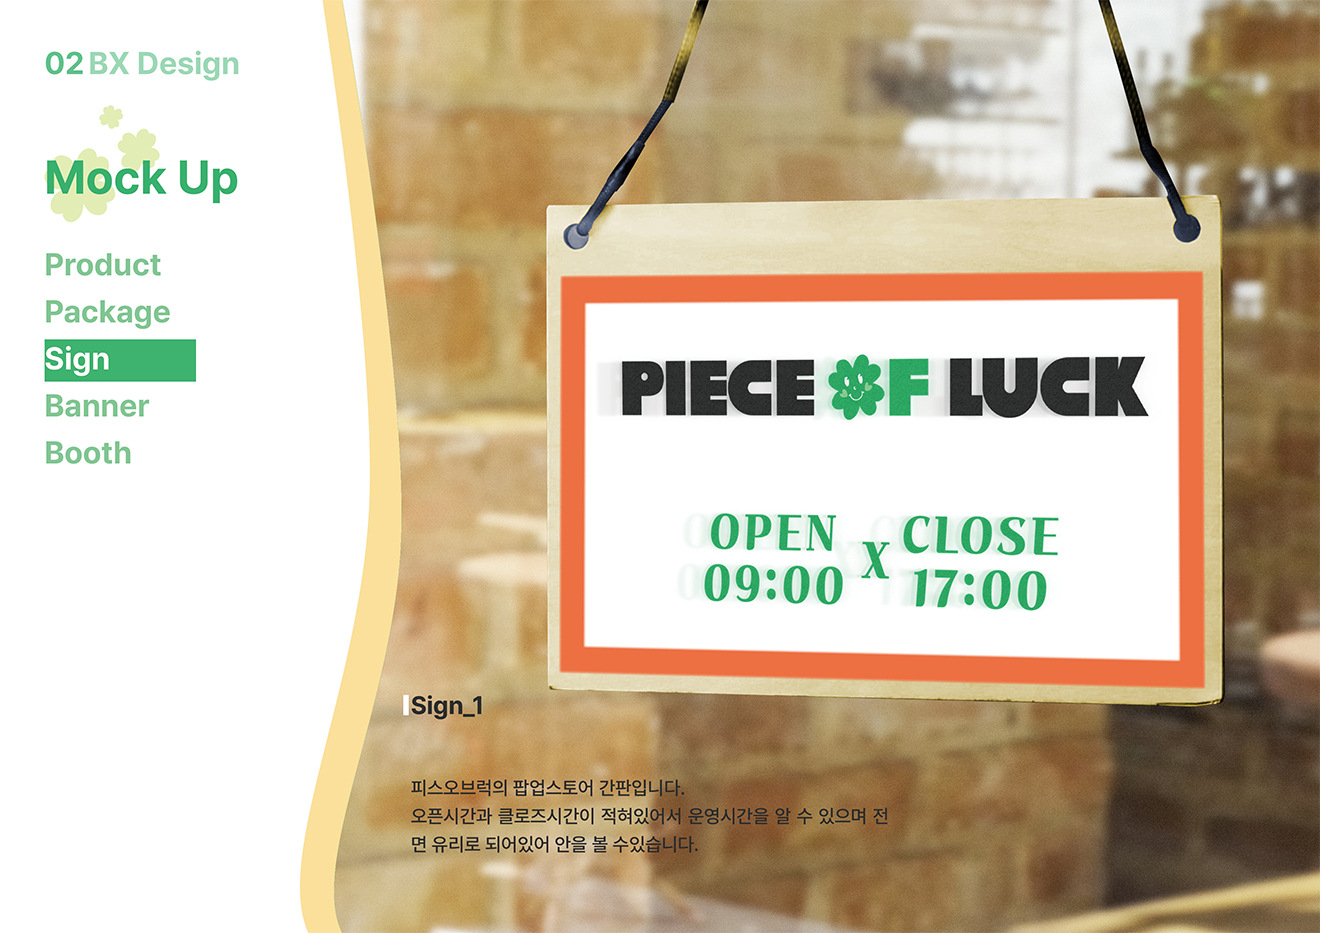 02 BX Design
Mock Up
Product
Package
Sign
Banner
Booth
PIECE OF LUCK
OPEN X CLOSE
09:00 17:00
Sign_1
피스오브럭의 팝업스토어 간판입니다.
오픈시간과 클로즈시간이 적혀있어서 운영시간을 알 수 있으며 전
면 유리로 되어있어 안을 볼 수있습니다.